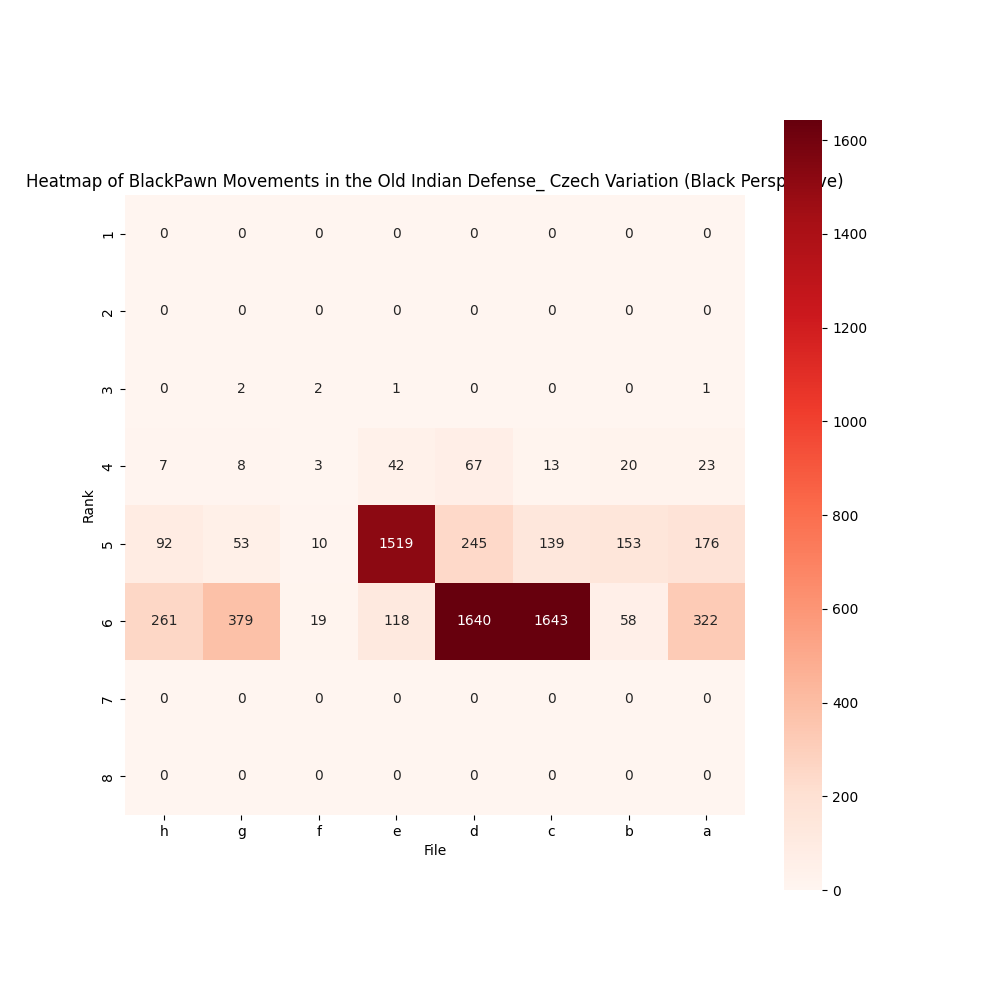 Heatmap of BlackPawn Movements in the Old Indian Defense_ Czech Variation (Black Persp ve)
1 0 0 0 0 0 0 0 0
2 0 0 0 0 0 0 0 0
3 0 2 2 1 0 0 0 1
4 7 8 3 42 67 13 20 23
Rank
5 92 53 10 1519 245 139 153 176
6 261 379 19 118 1640 1643 58 322
7 0 0 0 0 0 0 0 0
8 0 0 0 0 0 0 0 0
h g f e d c b a
File
1600
1400
1200
1000
800
600
400
200
0